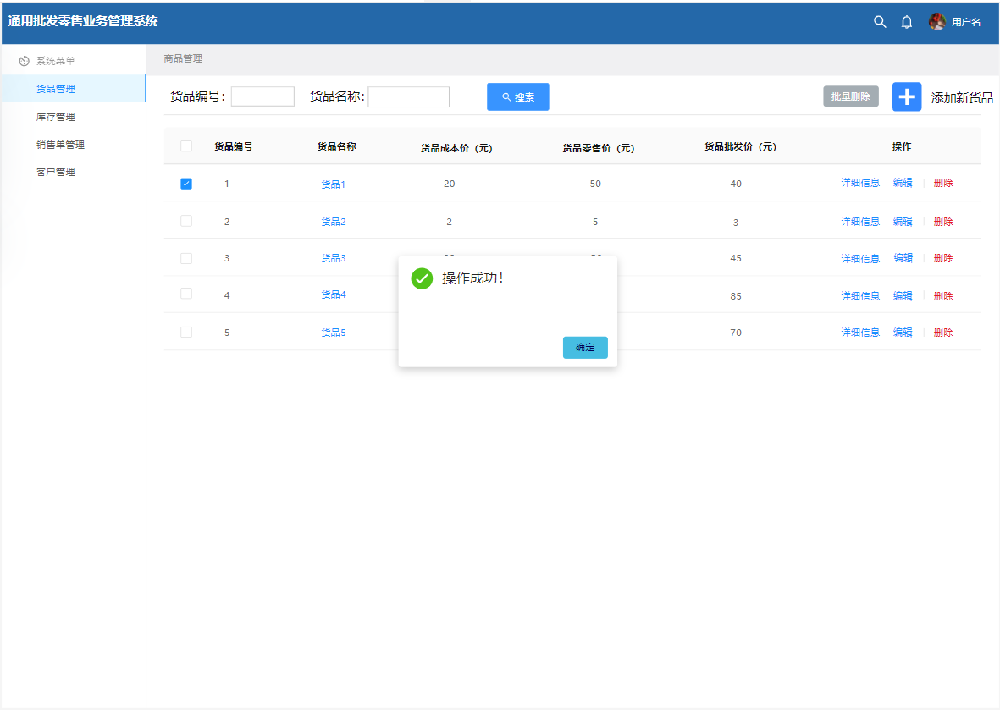 通用批发零售业务管理系统
用户名
系统菜单
货品管理
库存管理
销售单管理
客户管理
商品管理
货品编号： 货品名称： 搜索 批量删除 添加新货品
货品编号 货品名称 货品成本价（元） 货品零售价（元） 货品批发价（元） 操作
1 货品1 20 50 40 详细信息 编辑 删除
2 货品2 2 5 3 详细信息 编辑 删除
3 货品3 45 详细信息 编辑 删除
4 货品4 85 详细信息 编辑 删除
5 货品5 70 详细信息 编辑 删除
操作成功！
确定